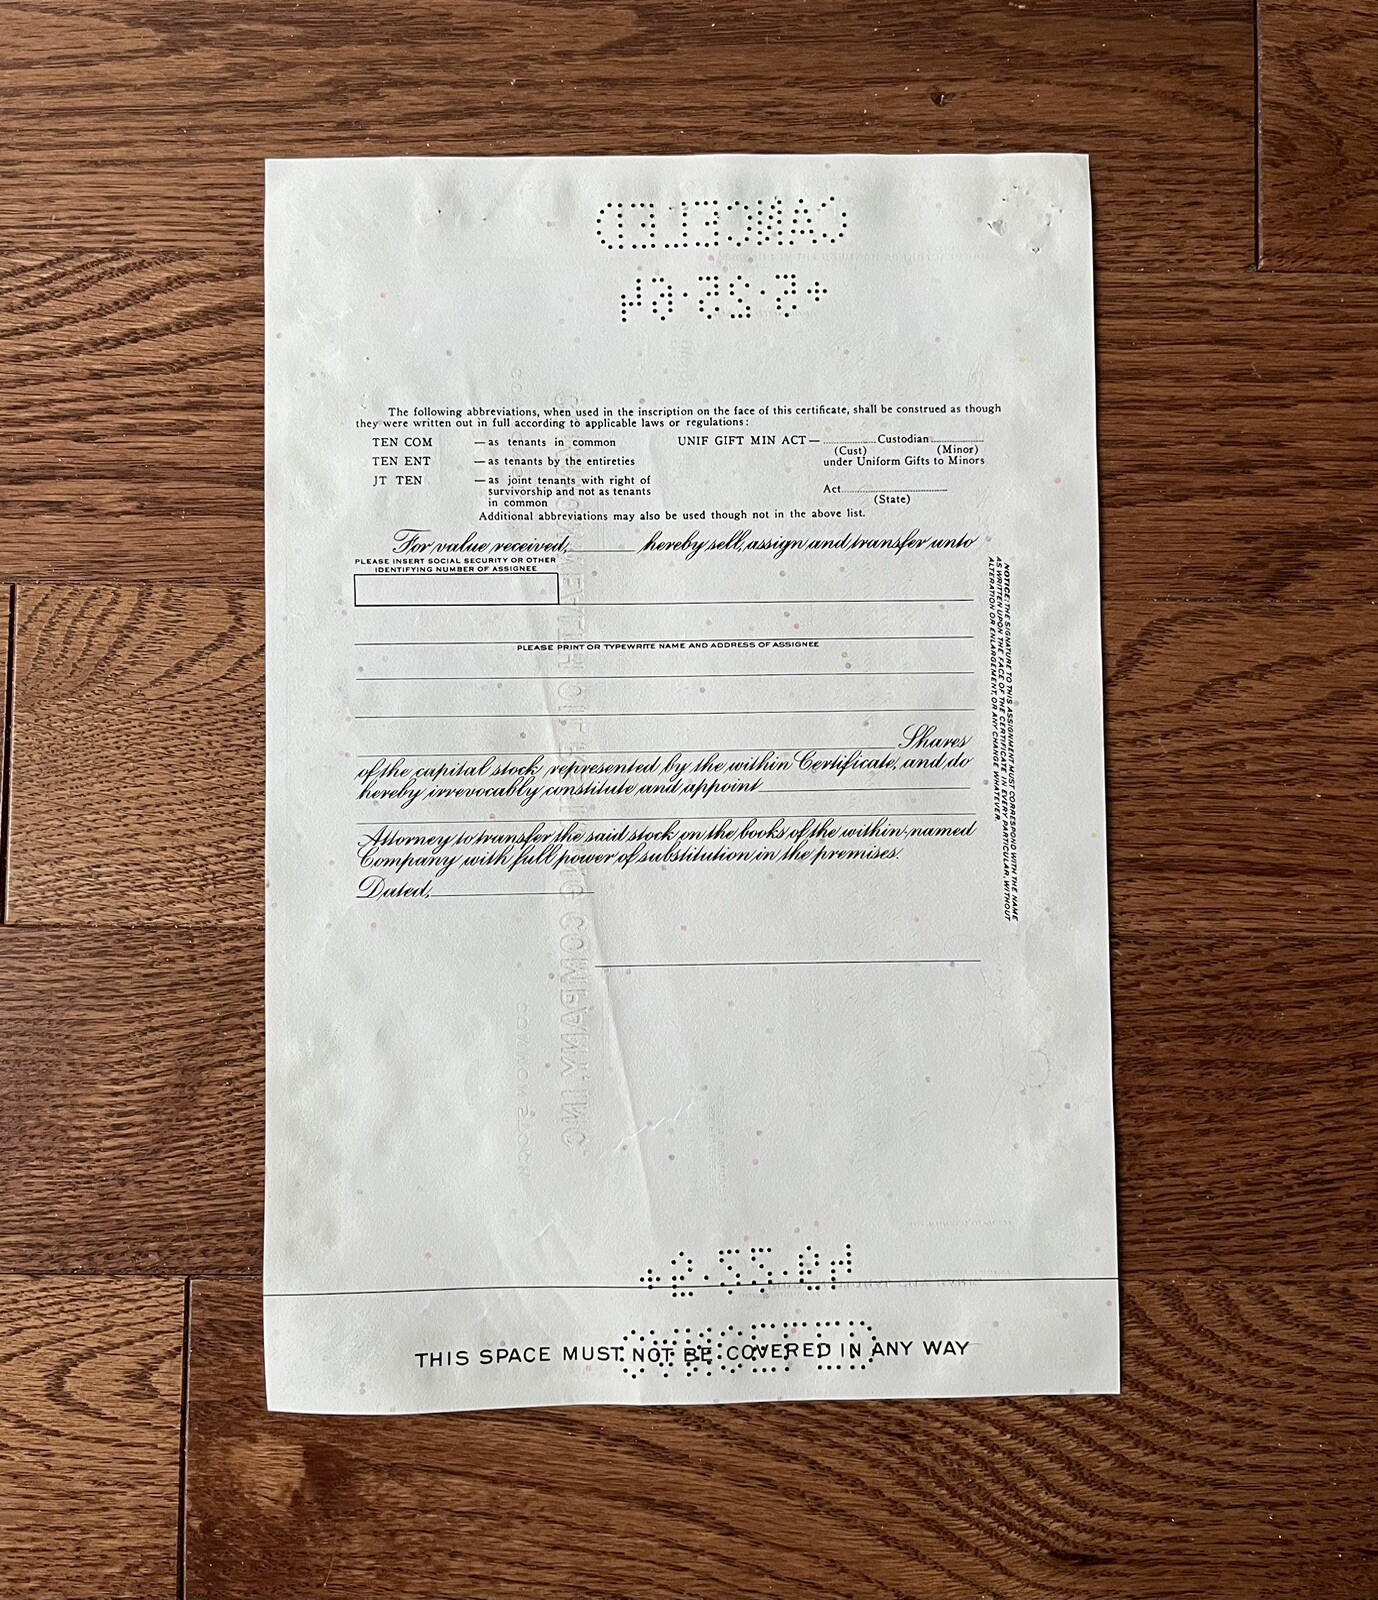 CANCELED
The following abbreviations, when used in the inscription on the face of this certificate, shall be construed as though
they were written out in full according to applicable laws or regulations:
TEN COM — as tenants in common UNIF GIFT MIN ACT — Custodian
(Cust) (Minor)
TEN ENT — as tenants by the entireties under Uniform Gifts to Minors
JT TEN — as joint tenants with right of
survivorship and not as tenants Act
in common (State)
Additional abbreviations may also be used though not in the above list.
For value received, hereby sell, assign and transfer unto
PLEASE INSERT SOCIAL SECURITY OR OTHER
IDENTIFYING NUMBER OF ASSIGNEE
PLEASE PRINT OR TYPEWRITE NAME AND ADDRESS OF ASSIGNEE
Shares
of the capital stock represented by the within Certificate, and do
hereby irrevocably constitute and appoint
Attorney to transfer the said stock on the books of the within-named
Company with full power of substitution in the premises.
Dated,
NOTICE: THE SIGNATURE TO THIS ASSIGNMENT MUST CORRESPOND WITH THE NAME
AS WRITTEN UPON THE FACE OF THE CERTIFICATE IN EVERY PARTICULAR, WITHOUT
ALTERATION OR ENLARGEMENT, OR ANY CHANGE WHATEVER.
CANCELED
THIS SPACE MUST NOT BE COVERED IN ANY WAY